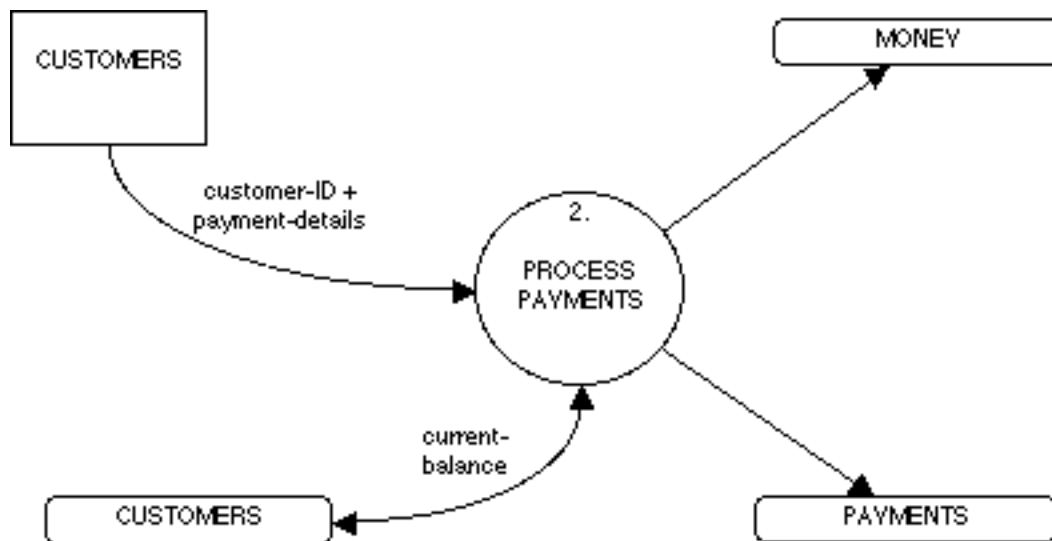 CUSTOMERS
MONEY
customer-ID +
payment-details
2.
PROCESS
PAYMENTS
current-
balance
CUSTOMERS
PAYMENTS